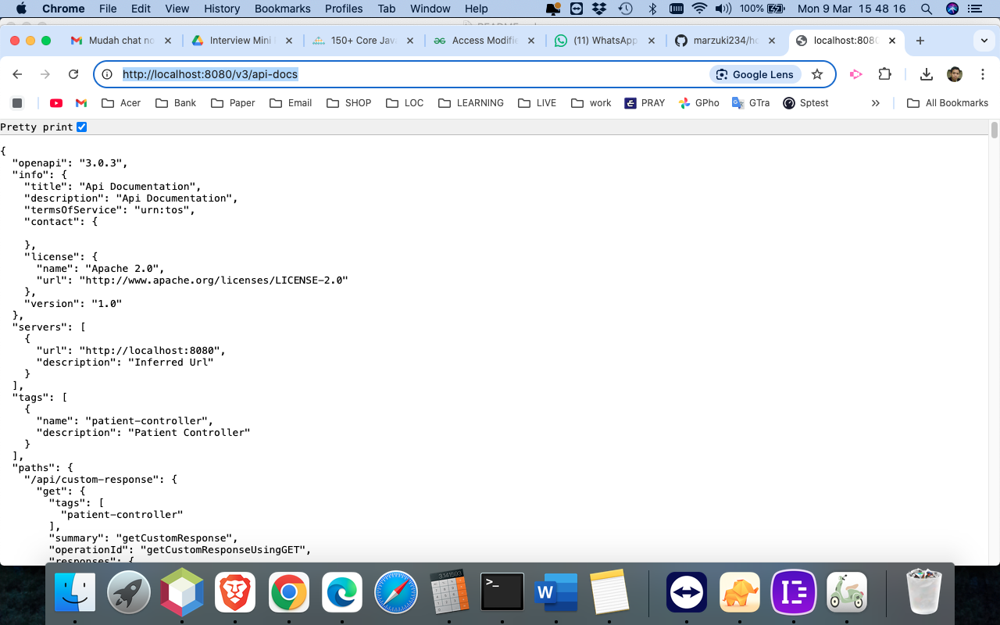 Chrome File Edit View History Bookmarks Profiles Tab Window Help 100% Mon 9 Mar 15 48 16
Mudah chat no Interview Mini 150+ Core Java Access Modifie (11) WhatsApp marzuki234/ho localhost:8080
http://localhost:8080/v3/api-docs Google Lens
Acer Bank Paper Email SHOP LOC LEARNING LIVE work PRAY GPho GTra Sptest » All Bookmarks
Pretty print
{
"openapi": "3.0.3",
"info": {
"title": "Api Documentation",
"description": "Api Documentation",
"termsOfService": "urn:tos",
"contact": {
},
"license": {
"name": "Apache 2.0",
"url": "http://www.apache.org/licenses/LICENSE-2.0"
},
"version": "1.0"
},
"servers": [
{
"url": "http://localhost:8080",
"description": "Inferred Url"
}
],
"tags": [
{
"name": "patient-controller",
"description": "Patient Controller"
}
],
"paths": {
"/api/custom-response": {
"get": {
"tags": [
"patient-controller"
],
"summary": "getCustomResponse",
"operationId": "getCustomResponseUsingGET",
"responses": {
3.141593
>_
W